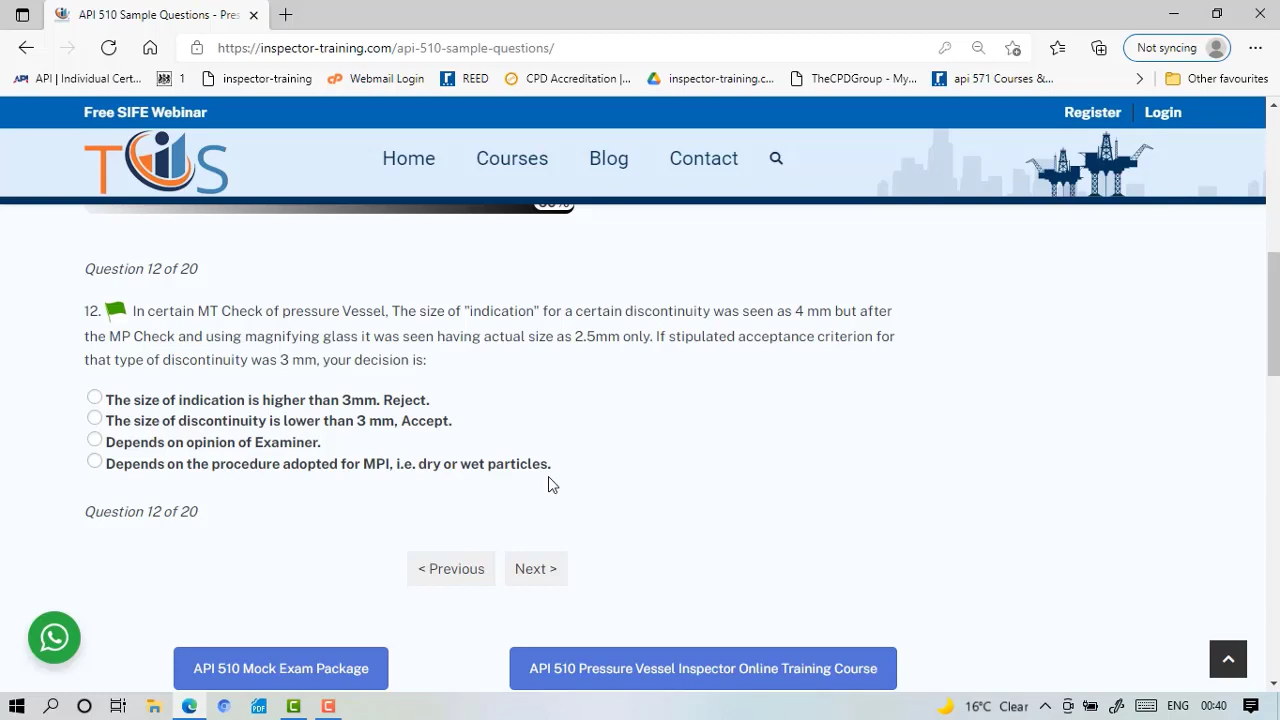 API 510 Sample Questions - Pres
https://inspector-training.com/api-510-sample-questions/
Not syncing
API | Individual Cert...
1
inspector-training
Webmail Login
REED
CPD Accreditation |...
inspector-training.c...
TheCPDGroup - My...
api 571 Courses &...
Other favourites
Free SIFE Webinar
Register
Login
TIS
Home
Courses
Blog
Contact
Question 12 of 20
12. In certain MT Check of pressure Vessel, The size of "indication" for a certain discontinuity was seen as 4 mm but after
the MP Check and using magnifying glass it was seen having actual size as 2.5mm only. If stipulated acceptance criterion for
that type of discontinuity was 3 mm, your decision is:
The size of indication is higher than 3mm. Reject.
The size of discontinuity is lower than 3 mm, Accept.
Depends on opinion of Examiner.
Depends on the procedure adopted for MPI, i.e. dry or wet particles.
Question 12 of 20
< Previous
Next >
API 510 Mock Exam Package
API 510 Pressure Vessel Inspector Online Training Course
16°C Clear
ENG
00:40